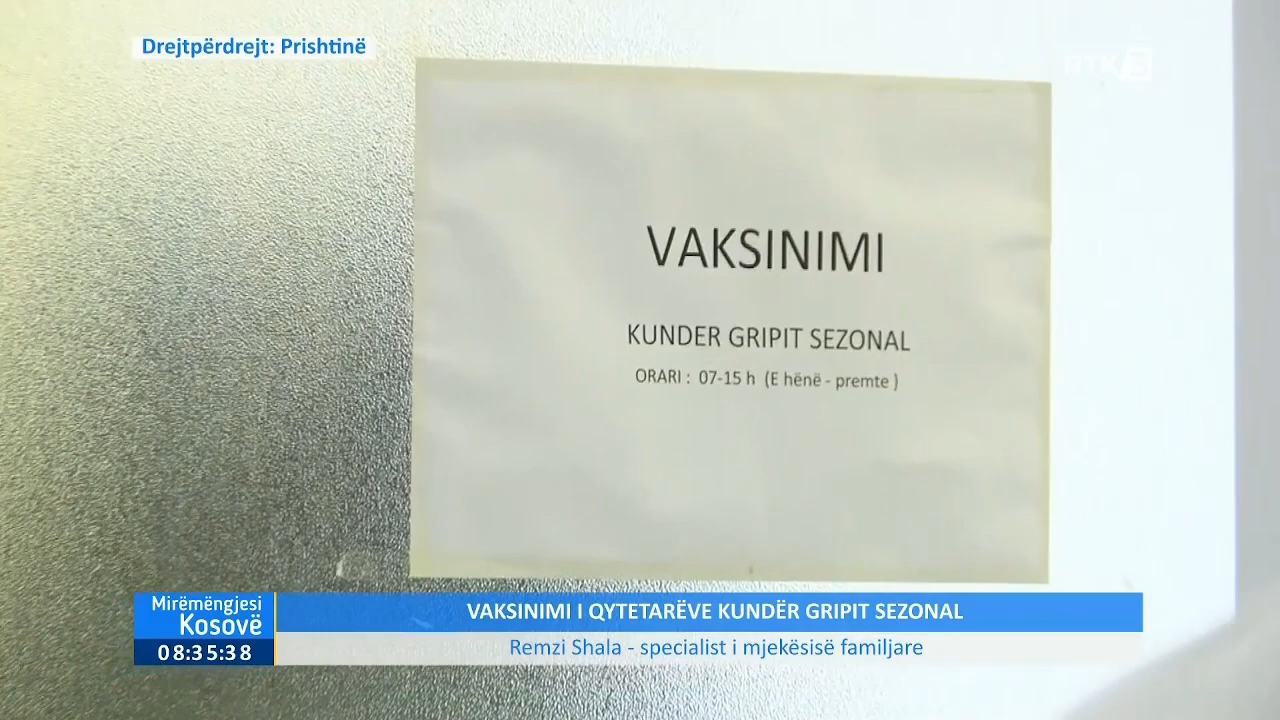 Drejtpërdrejt: Prishtinë
VAKSINIMI
KUNDER GRIPIT SEZONAL
ORARI : 07-15 h (E hënë - premte )
Mirëmëngjesi
Kosovë
08:35:38
VAKSINIMI I QYTETARËVE KUNDËR GRIPIT SEZONAL
Remzi Shala - specialist i mjekësisë familjare